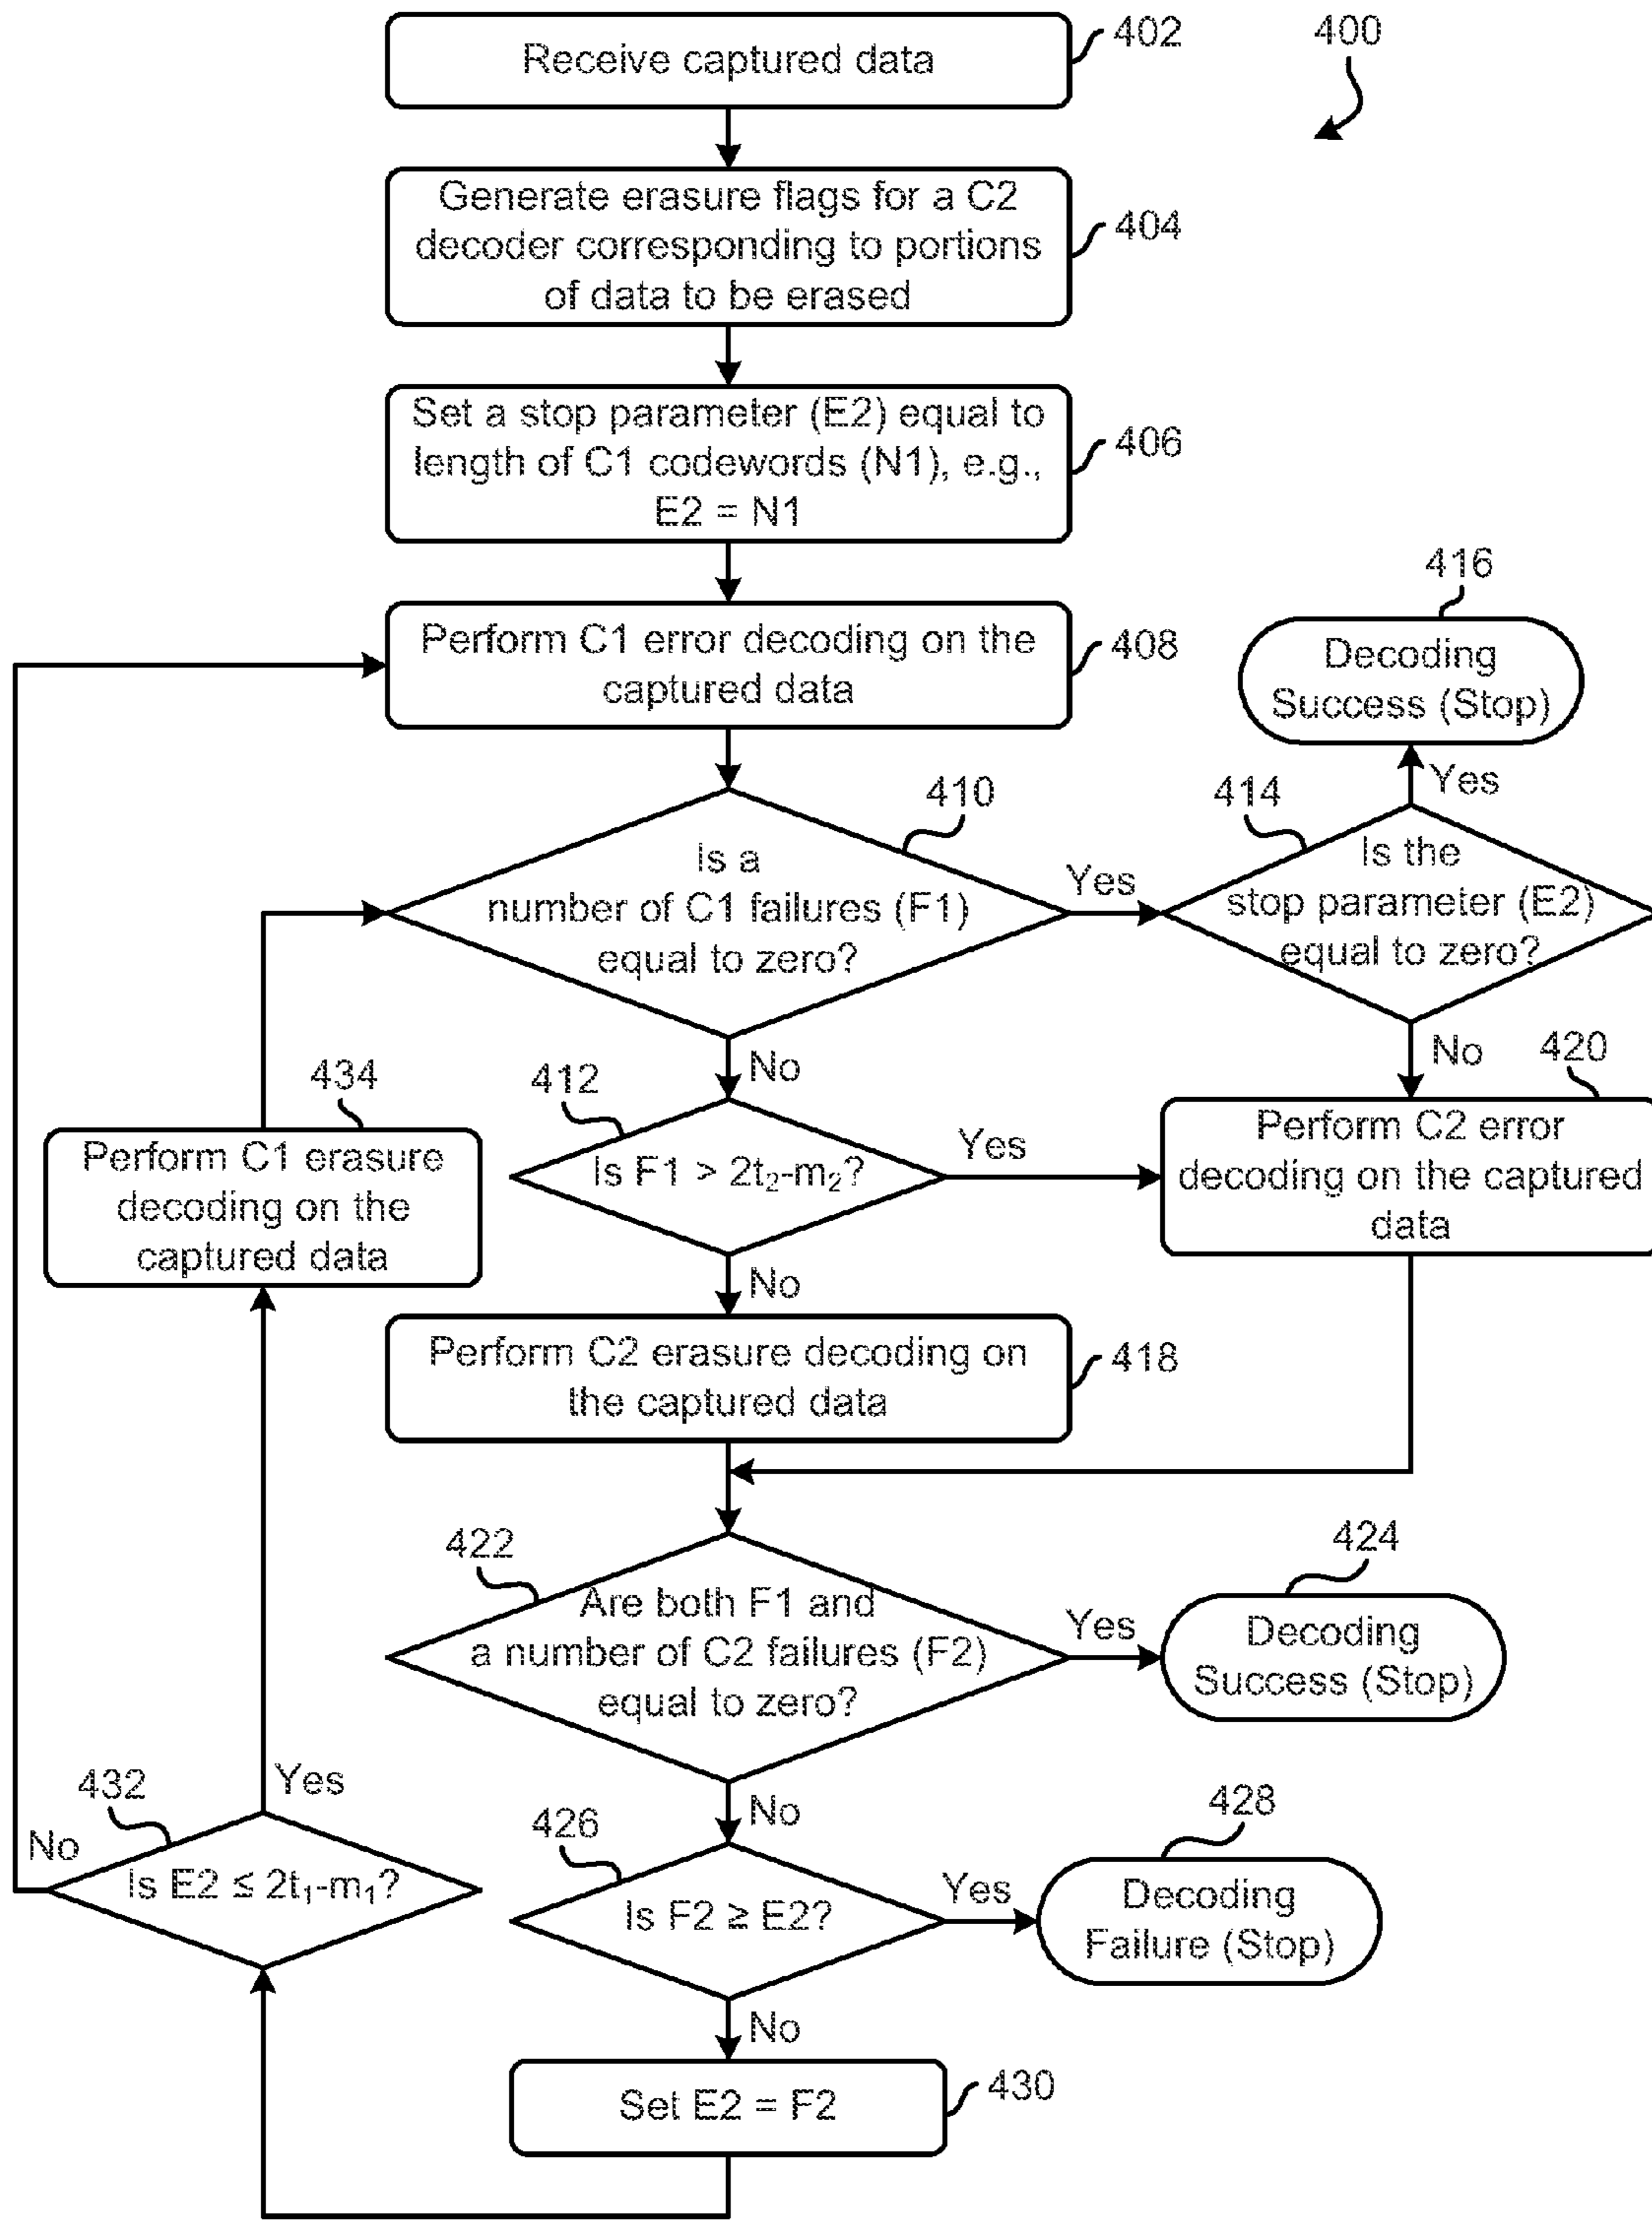 402
400
Receive captured data
Generate erasure flags for a C2
decoder corresponding to portions
of data to be erased
404
Set a stop parameter (E2) equal to
length of C1 codewords (N1), e.g.,
E2 = N1
406
416
Perform C1 error decoding on the
captured data
408
Decoding
Success (Stop)
410
414
Yes
Is a
number of C1 failures (F1)
equal to zero?
Yes
Is the
stop parameter (E2)
equal to zero?
No
No
420
434
412
Perform C1 erasure
decoding on the
captured data
Is F1 > 2t₂-m₂?
Yes
Perform C2 error
decoding on the captured
data
No
Perform C2 erasure decoding on
the captured data
418
422
424
Are both F1 and
a number of C2 failures (F2)
equal to zero?
Yes
Decoding
Success (Stop)
432
Yes
No
426
428
No
Is E2 ≤ 2t₁-m₁?
Is F2 ≥ E2?
Yes
Decoding
Failure (Stop)
No
Set E2 = F2
430